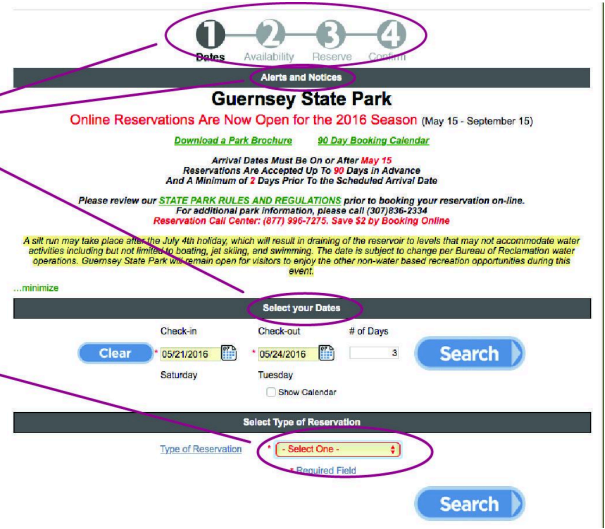 1 2 3 4
Dates Availability Reserve Confirm
Alerts and Notices
Guernsey State Park
Online Reservations Are Now Open for the 2016 Season (May 15 - September 15)
Download a Park Brochure 90 Day Booking Calendar
Arrival Dates Must Be On or After May 15
Reservations Are Accepted Up To 90 Days in Advance
And A Minimum of 2 Days Prior To the Scheduled Arrival Date
Please review our STATE PARK RULES AND REGULATIONS prior to booking your reservation on-line.
For additional park information, please call (307)836-2334
Reservation Call Center: (877) 996-7275. Save $2 by Booking Online
A silt run may take place after the July 4th holiday, which will result in draining of the reservoir to levels that may not accommodate water
activities including but not limited to boating, jet skiing, and swimming. The date is subject to change per Bureau of Reclamation water
operations. Guernsey State Park will remain open for visitors to enjoy the other non-water based recreation opportunities during this
event.
...minimize
Select your Dates
Check-in Check-out # of Days
Clear * 05/21/2016 * 05/24/2016 3 Search
Saturday Tuesday
Show Calendar
Select Type of Reservation
Type of Reservation * - Select One -
* Required Field
Search